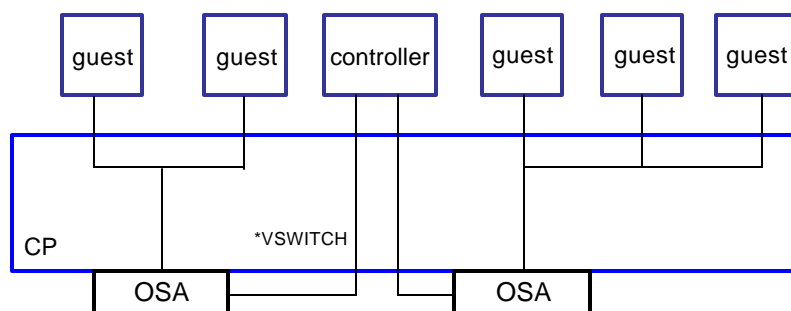 guest guest controller guest guest guest
*VSWITCH
CP
OSA OSA